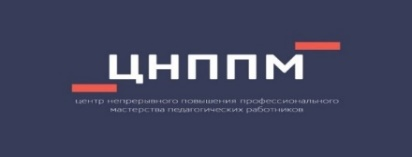 ЦНППМ
центр непрерывного повышения профессионального
мастерства педагогических работников